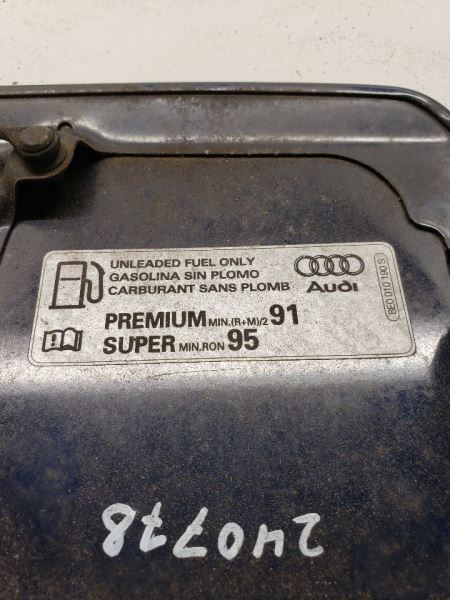 UNLEADED FUEL ONLY
GASOLINA SIN PLOMO
CARBURANT SANS PLOMB
Audi
8E0 010 190 S
PREMIUM MIN.(R+M)/2 91
SUPER MIN.RON 95
240778